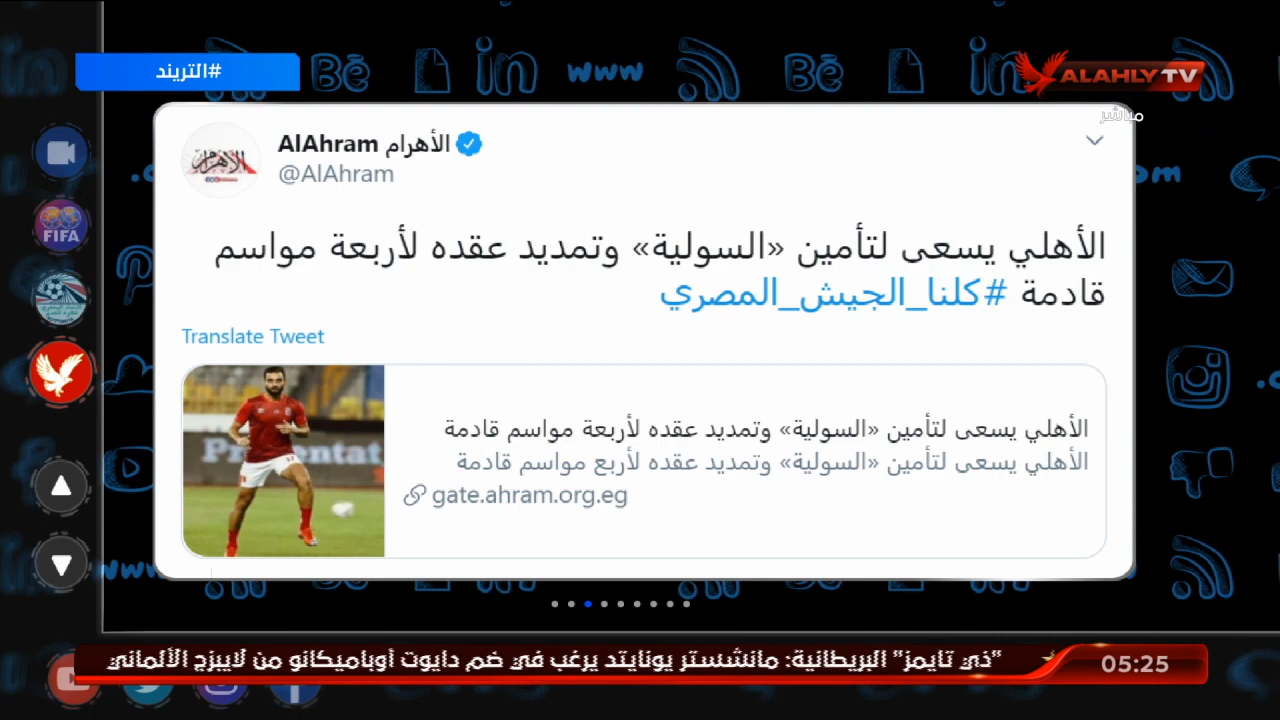 #التريند
ALAHLY TV
مباشر
AlAhram الأهرام
@AlAhram
الأهلي يسعى لتأمين «السولية» وتمديد عقده لأربعة مواسم
قادمة #كلنا_الجيش_المصري
Translate Tweet
الأهلي يسعى لتأمين «السولية» وتمديد عقده لأربعة مواسم قادمة
الأهلي يسعى لتأمين «السولية» وتمديد عقده لأربع مواسم قادمة
gate.ahram.org.eg
FIFA
www
"ذي تايمز" البريطانية: مانشستر يونايتد يرغب في ضم دايوت أوباميكانو من لايبزج الألماني
05:25